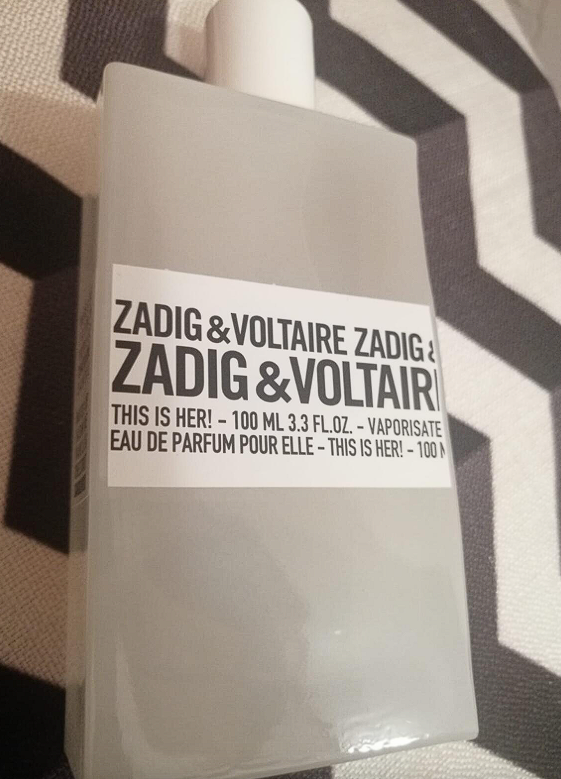 ZADIG & VOLTAIRE ZADIG &
ZADIG & VOLTAIR
THIS IS HER! – 100 ML 3.3 FL.OZ. – VAPORISATE
EAU DE PARFUM POUR ELLE – THIS IS HER! – 100 M